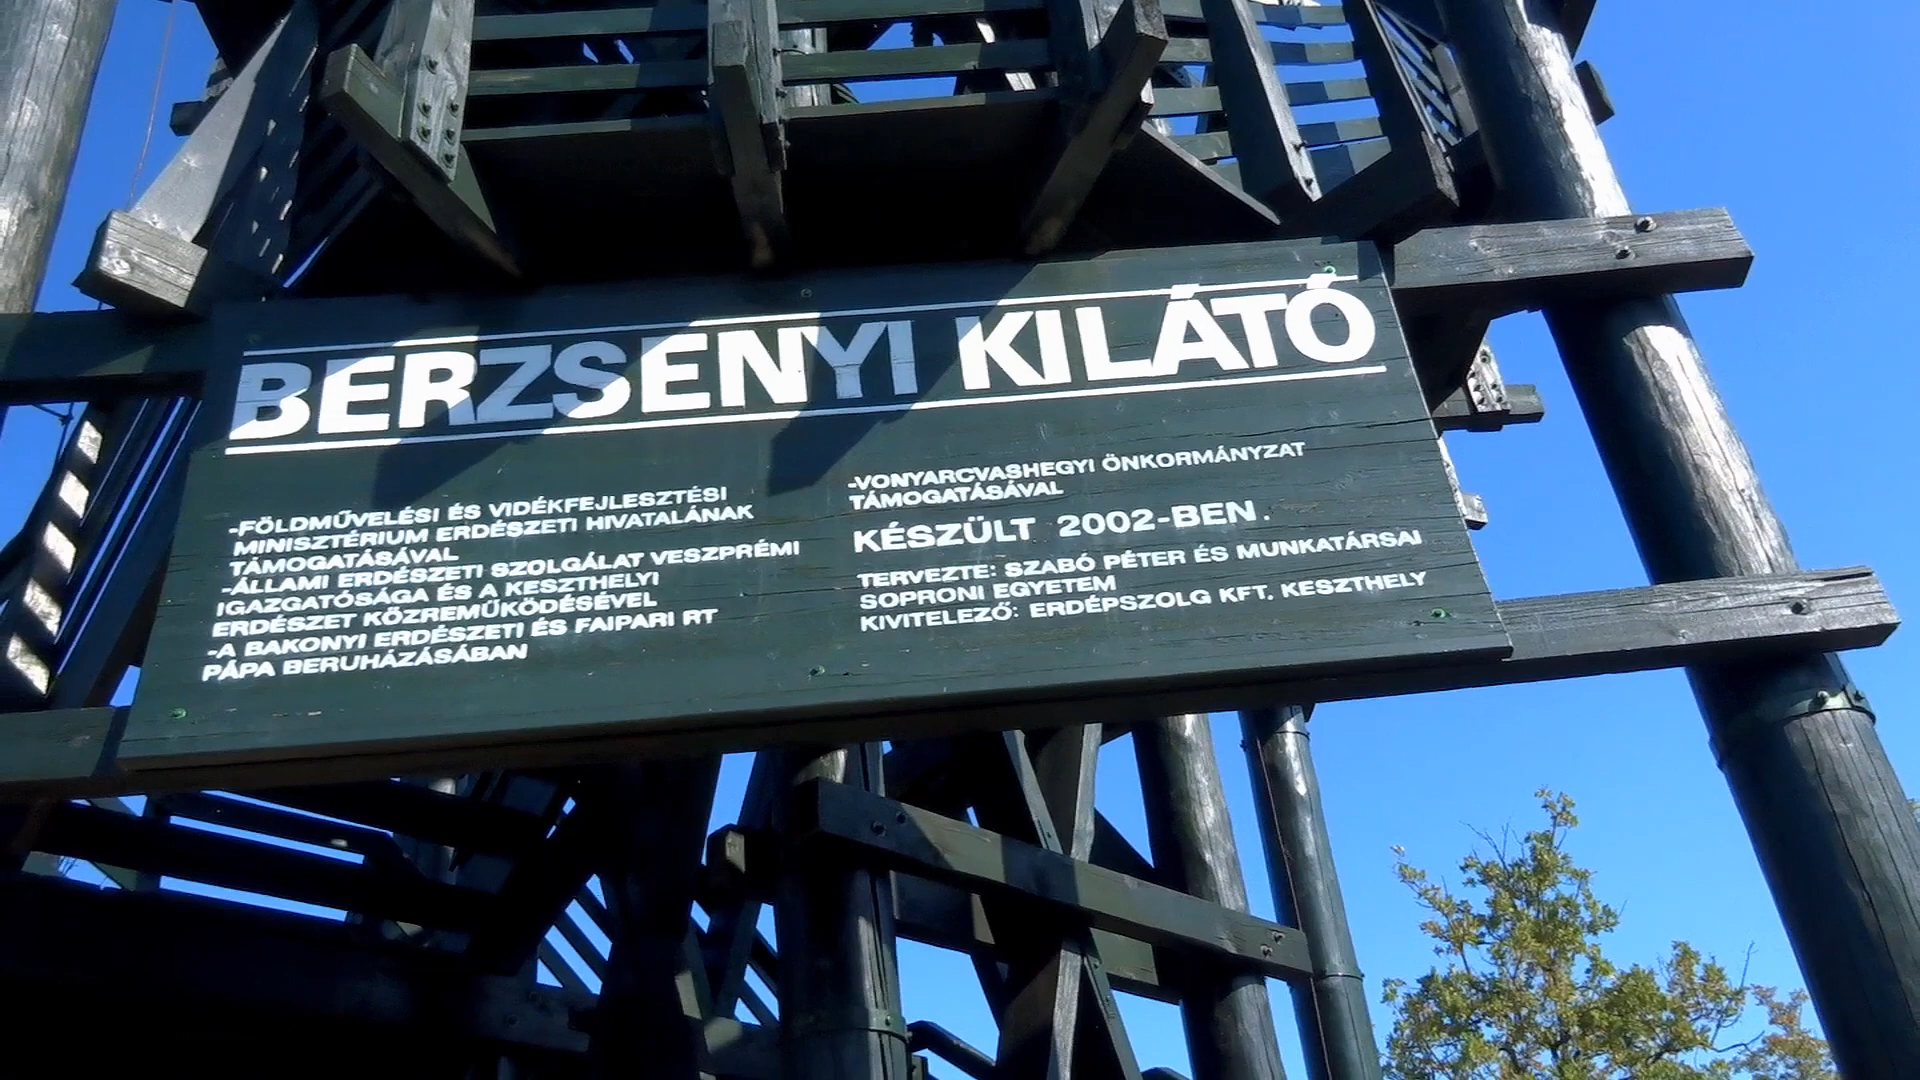 BERZSENYI KILÁTÓ
-FÖLDMŰVELÉSI ÉS VIDÉKFEJLESZTÉSI
MINISZTÉRIUM ERDÉSZETI HIVATALÁNAK
TÁMOGATÁSÁVAL
-ÁLLAMI ERDÉSZETI SZOLGÁLAT VESZPRÉMI
IGAZGATÓSÁGA ÉS A KESZTHELYI
ERDÉSZET KÖZREMŰKÖDÉSÉVEL
-A BAKONYI ERDÉSZETI ÉS FAIPARI RT
PÁPA BERUHÁZÁSÁBAN
-VONYARCVASHEGYI ÖNKORMÁNYZAT
TÁMOGATÁSÁVAL
KÉSZÜLT 2002-BEN.
TERVEZTE: SZABÓ PÉTER ÉS MUNKATÁRSAI
SOPRONI EGYETEM
KIVITELEZŐ: ERDÉPSZOLG KFT. KESZTHELY